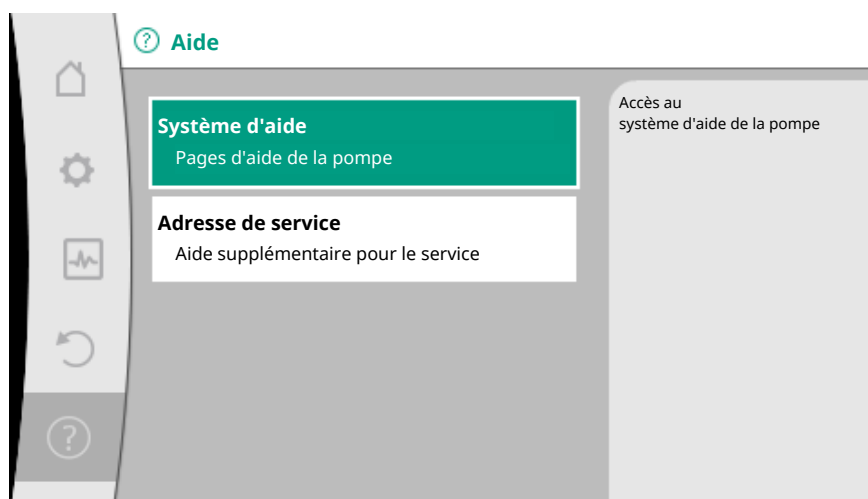 Aide
Système d'aide
Pages d'aide de la pompe
Adresse de service
Aide supplémentaire pour le service
Accès au
système d'aide de la pompe